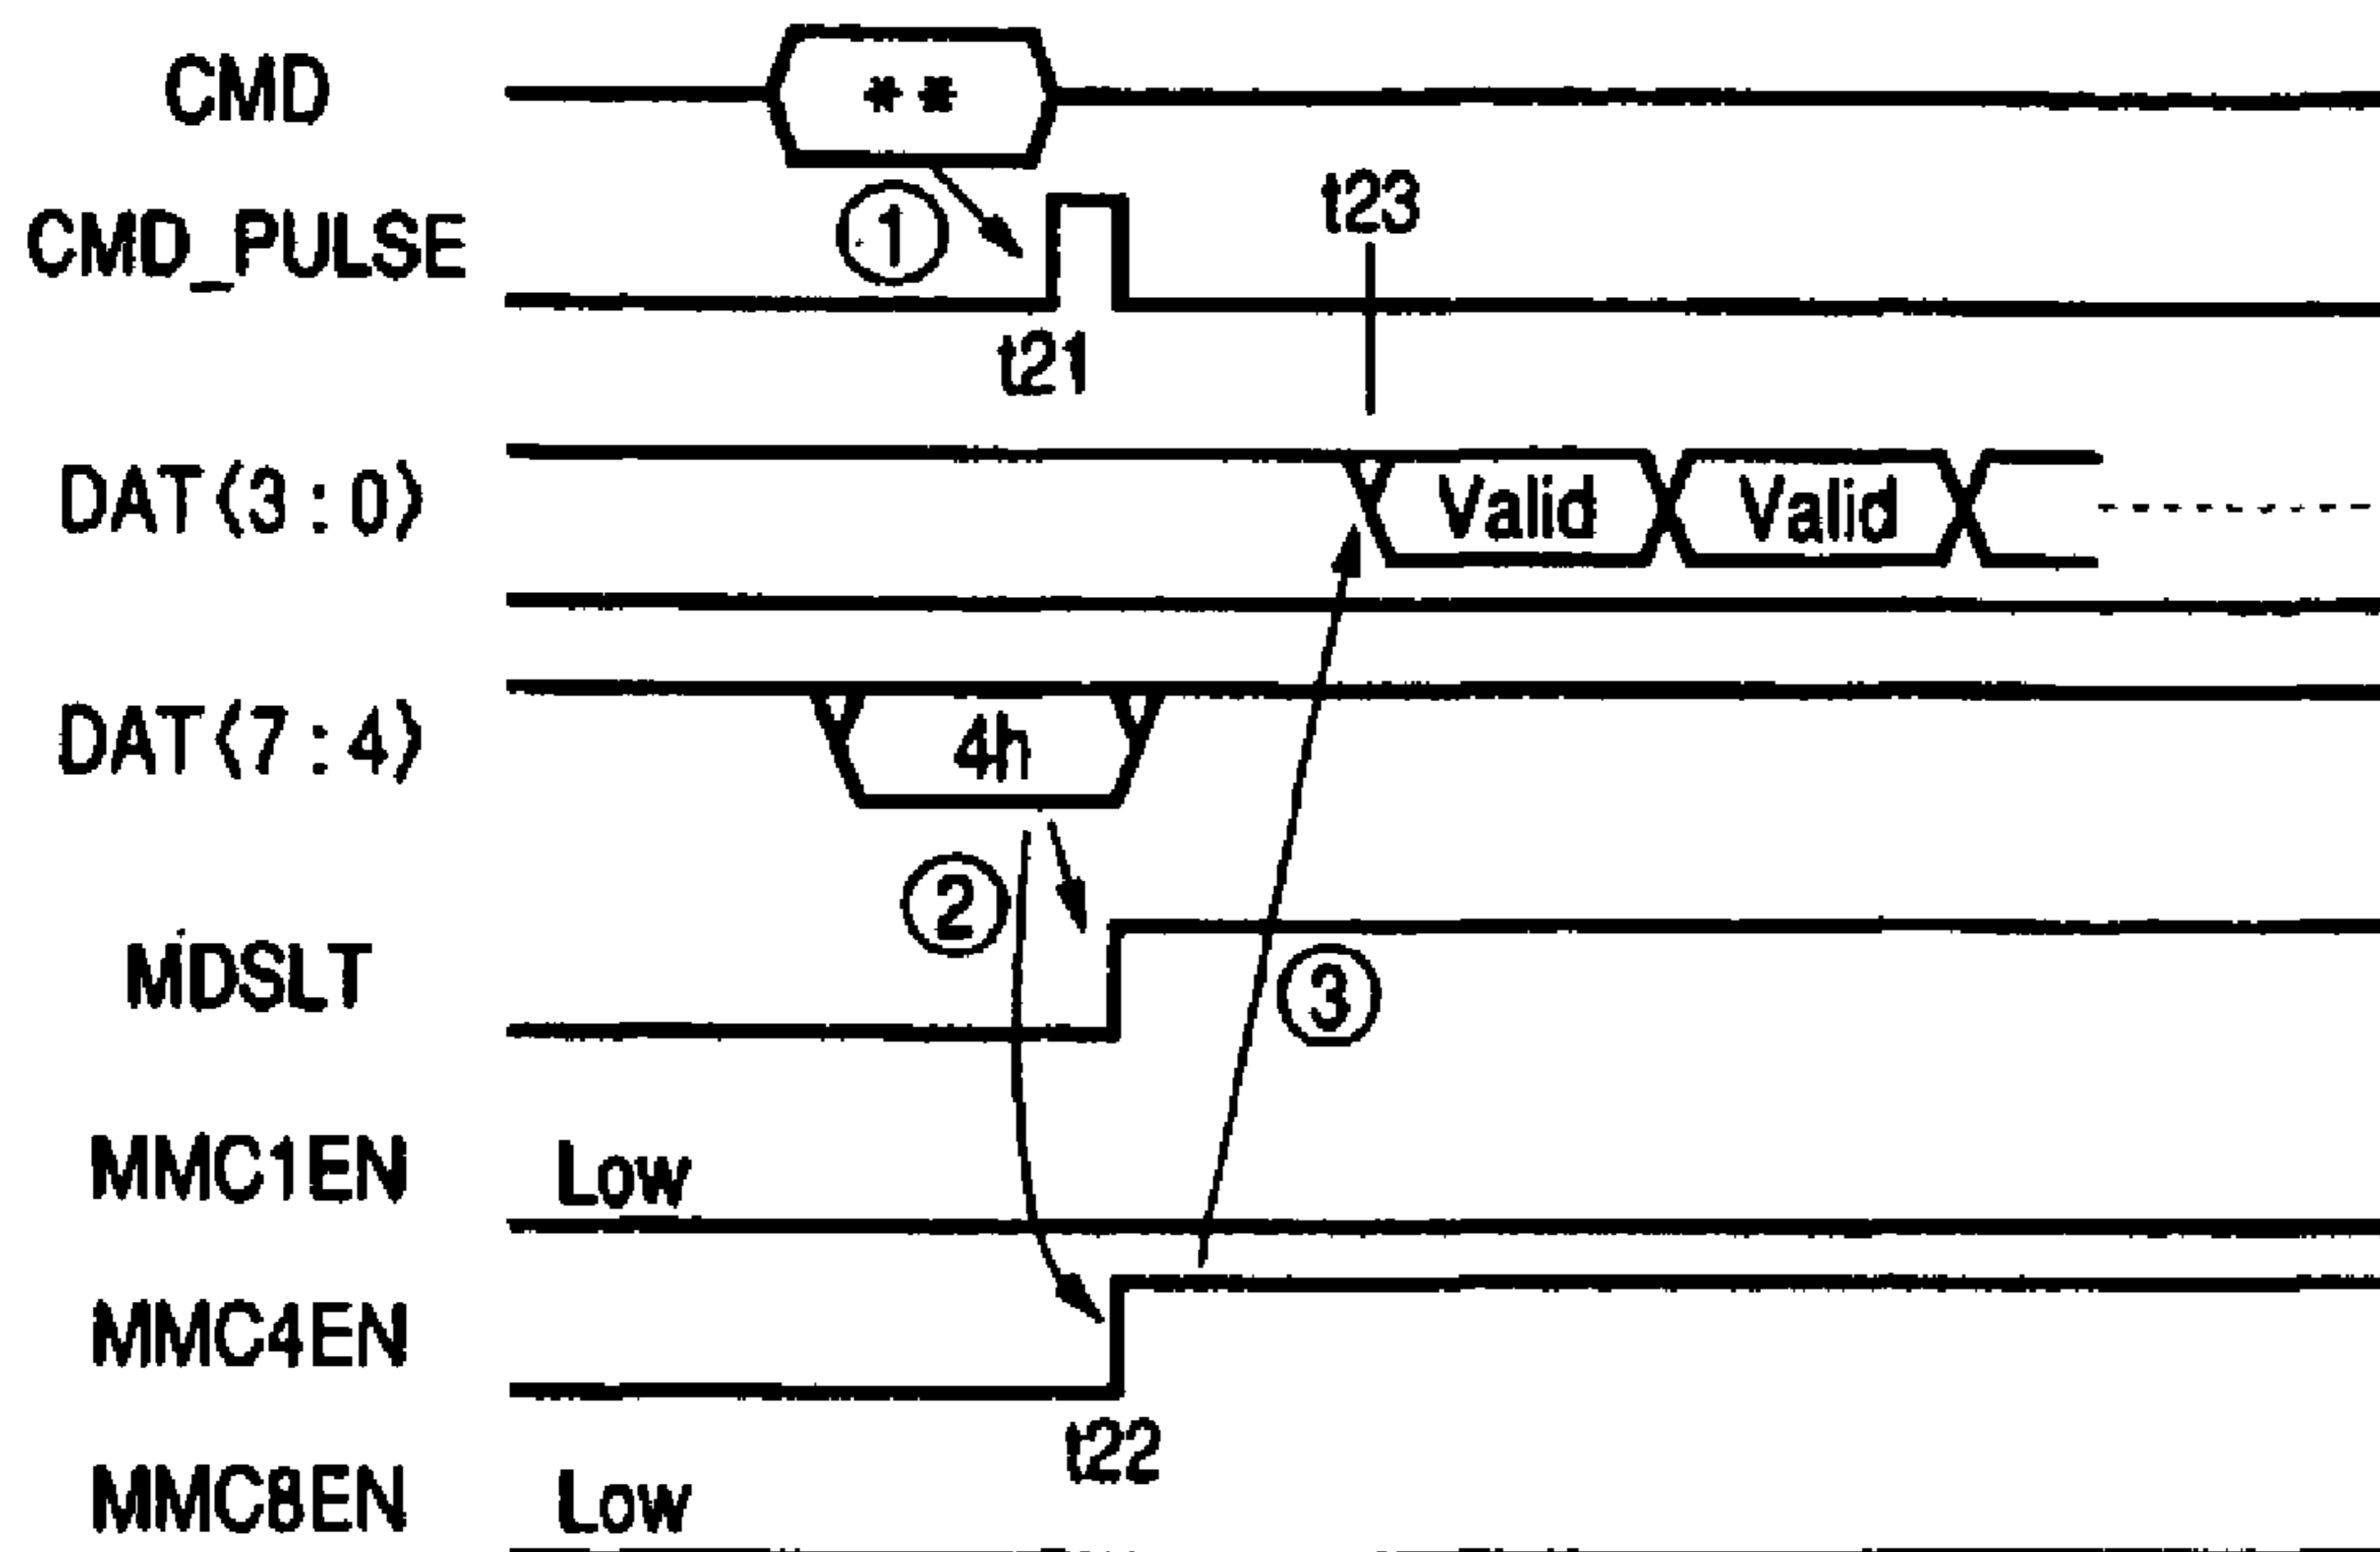 CMD
**
CMD_PULSE
①
t21
t23
DAT(3:0)
Valid
Valid
DAT(7:4)
4h
②
MDSLT
③
MMC1EN
Low
MMC4EN
t22
MMC8EN
Low